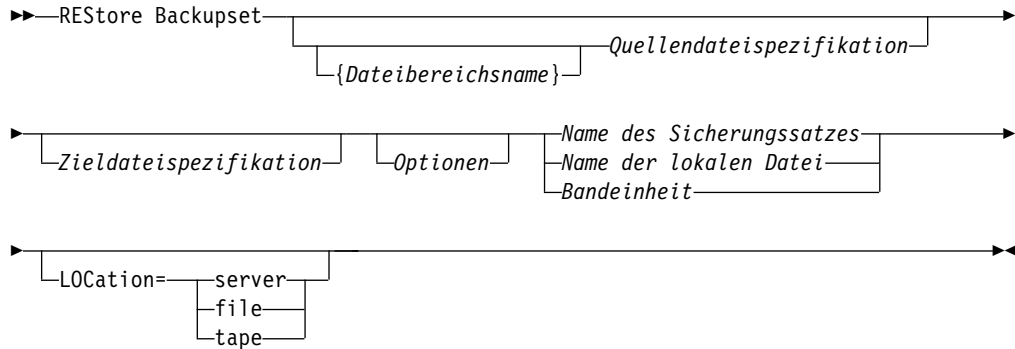 REStore Backupset
Quellendateispezifikation
{Dateibereichsname}
Name des Sicherungssatzes
Zieldateispezifikation Optionen Name der lokalen Datei
Bandeinheit
LOCation= server
file
tape